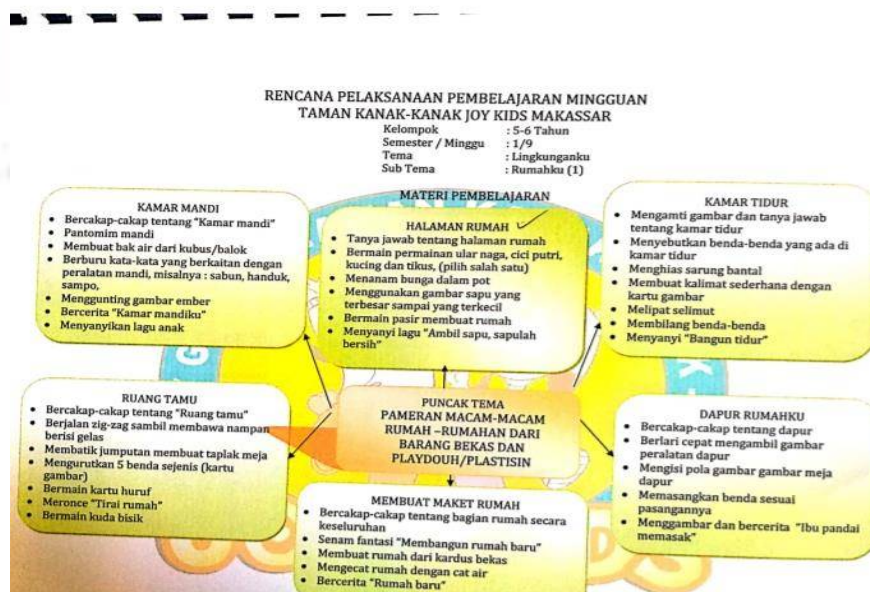 RENCANA PELAKSANAAN PEMBELAJARAN MINGGUAN
TAMAN KANAK-KANAK JOY KIDS MAKASSAR
Kelompok : 5-6 Tahun
Semester / Minggu : 1/9
Tema : Lingkunganku
Sub Tema : Rumahku (1)
MATERI PEMBELAJARAN
KAMAR MANDI
• Bercakap-cakap tentang "Kamar mandi"
• Pantomim mandi
• Membuat bak air dari kubus/balok
• Berburu kata-kata yang berkaitan dengan
peralatan mandi, misalnya : sabun, handuk,
sampo,
• Menggunting gambar ember
• Bercerita "Kamar mandiku"
• Menyanyikan lagu anak
HALAMAN RUMAH
• Tanya jawab tentang halaman rumah
• Bermain permainan ular naga, cici putri,
kucing dan tikus, (pilih salah satu)
• Menanam bunga dalam pot
• Menggunakan gambar sapu yang
terbesar sampai yang terkecil
• Bermain pasir membuat rumah
• Menyanyi lagu "Ambil sapu, sapulah
bersih"
KAMAR TIDUR
• Mengamti gambar dan tanya jawab
tentang kamar tidur
• Menyebutkan benda-benda yang ada di
kamar tidur
• Menghias sarung bantal
• Membuat kalimat sederhana dengan
kartu gambar
• Melipat selimut
• Membilang benda-benda
• Menyanyi "Bangun tidur"
RUANG TAMU
• Bercakap-cakap tentang "Ruang tamu"
• Berjalan zig-zag sambil membawa nampan
berisi gelas
• Membatik jumputan membuat taplak meja
• Mengurutkan 5 benda sejenis (kartu
gambar)
• Bermain kartu huruf
• Meronce "Tirai rumah"
• Bermain kuda bisik
PUNCAK TEMA
PAMERAN MACAM-MACAM
RUMAH –RUMAHAN DARI
BARANG BEKAS DAN
PLAYDOUH/PLASTISIN
DAPUR RUMAHKU
• Bercakap-cakap tentang dapur
• Berlari cepat mengambil gambar
peralatan dapur
• Mengisi pola gambar gambar meja
dapur
• Memasangkan benda sesuai
pasangannya
• Menggambar dan bercerita "Ibu pandai
memasak"
MEMBUAT MAKET RUMAH
• Bercakap-cakap tentang bagian rumah secara
keseluruhan
• Senam fantasi "Membangun rumah baru"
• Membuat rumah dari kardus bekas
• Mengecat rumah dengan cat air
• Bercerita "Rumah baru"